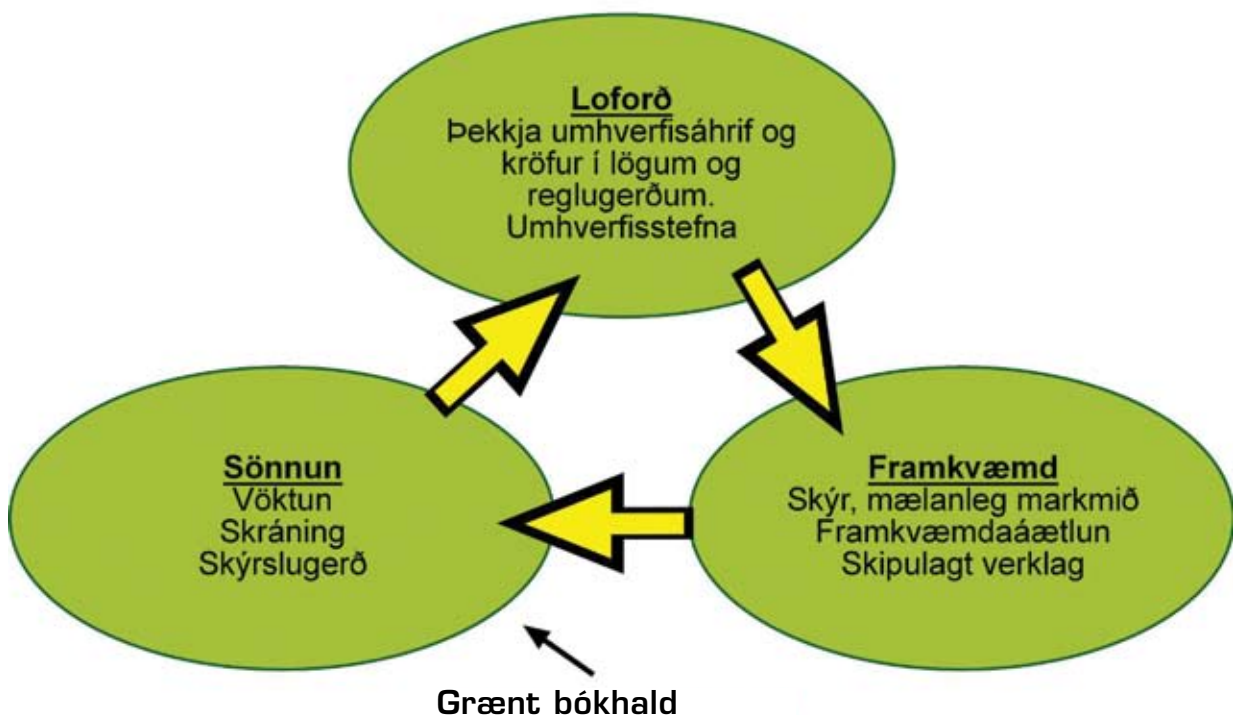 Loforð
Þekkja umhverfisáhrif og
kröfur í lögum og
reglugerðum.
Umhverfisstefna
Sönnun
Vöktun
Skráning
Skýrslugerð
Framkvæmd
Skýr, mælanleg markmið
Framkvæmdaáætlun
Skipulagt verklag
Grænt bókhald